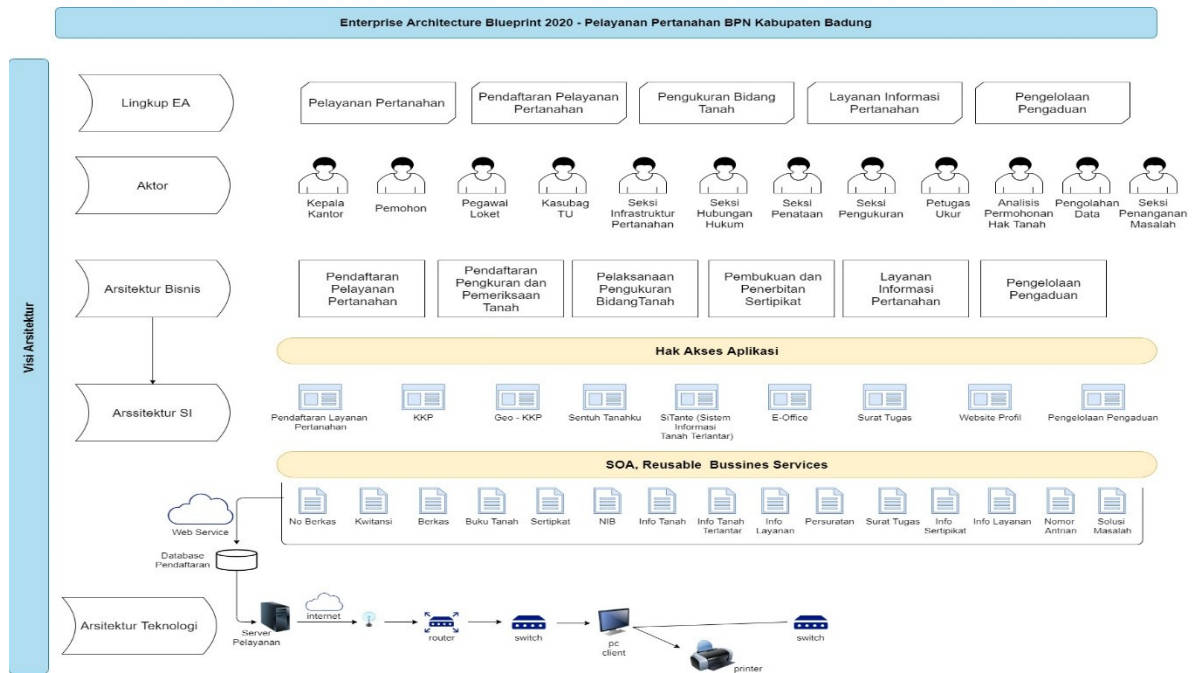 Enterprise Architecture Blueprint 2020 - Pelayanan Pertanahan BPN Kabupaten Badung
Visi Arsitektur
Lingkup EA
Pelayanan Pertanahan
Pendaftaran Pelayanan
Pertanahan
Pengukuran Bidang
Tanah
Layanan Informasi
Pertanahan
Pengelolaan
Pengaduan
Aktor
Kepala
Kantor
Pemohon
Pegawai
Loket
Kasubag
TU
Seksi
Infrastruktur
Pertanahan
Seksi
Hubungan
Hukum
Seksi
Penataan
Seksi
Pengukuran
Petugas
Ukur
Analisis
Permohonan
Hak Tanah
Pengolahan
Data
Seksi
Penanganan
Masalah
Arsitektur Bisnis
Pendaftaran
Pelayanan
Pertanahan
Pendaftaran
Pengkuran dan
Pemeriksaan
Tanah
Pelaksanaan
Pengukuran
BidangTanah
Pembukuan dan
Penerbitan
Sertipikat
Layanan
Informasi
Pertanahan
Pengelolaan
Pengaduan
Hak Akses Aplikasi
Arssitektur SI
Pendaftaran Layanan
Pertanahan
KKP
Geo - KKP
Sentuh Tanahku
SiTante (Sistem
Informasi
Tanah Terlantar)
E-Office
Surat Tugas
Website Profil
Pengelolaan Pengaduan
SOA, Reusable Bussines Services
No Berkas
Kwitansi
Berkas
Buku Tanah
Sertipkat
NIB
Info Tanah
Info Tanah
Terlantar
Info
Layanan
Persuratan
Surat Tugas
Info
Sertipikat
Info Layanan
Nomor
Antrian
Solusi
Masalah
Web Service
Database
Pendaftaran
Arsitektur Teknologi
Server
Pelayanan
internet
router
switch
pc
client
printer
switch